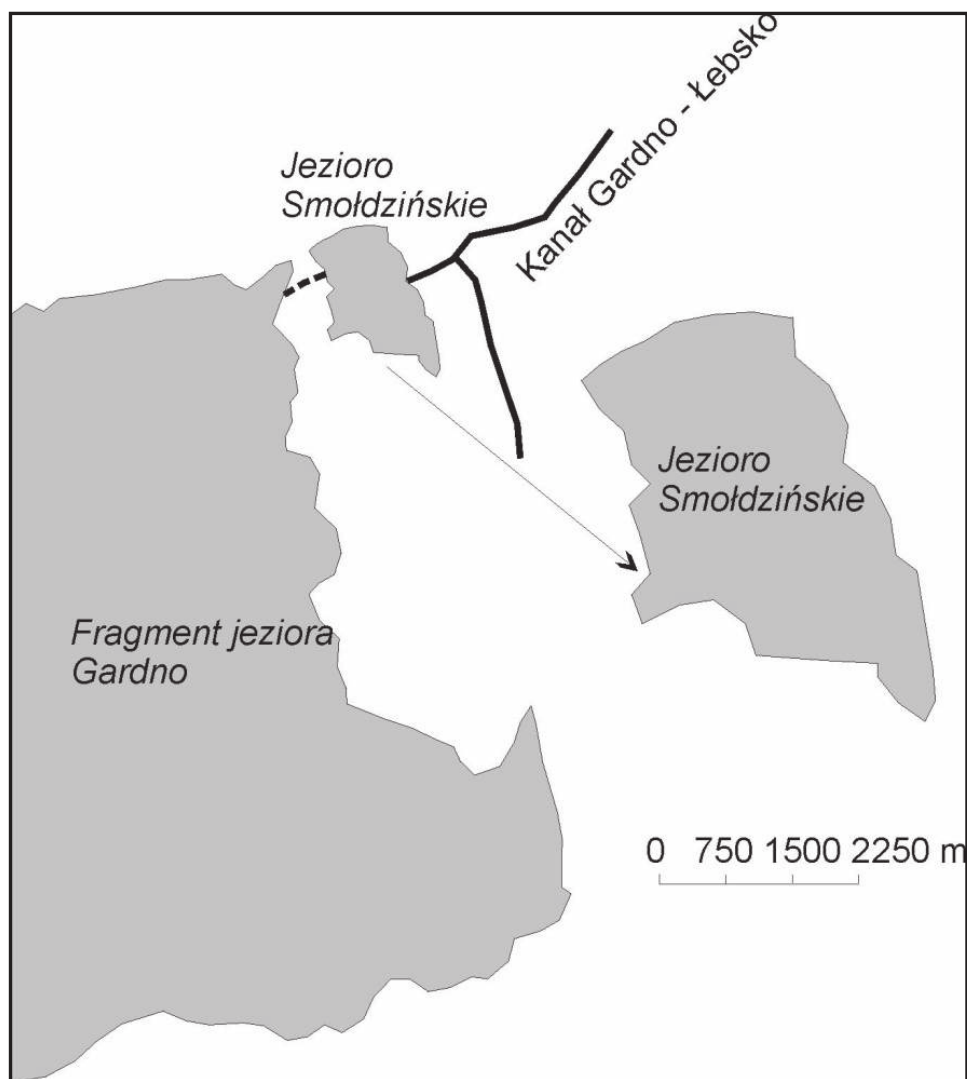 Kanał Gardno - Łebsko
Jezioro
Smołdzińskie
Jezioro
Smołdzińskie
Fragment jeziora
Gardno
0 750 1500 2250 m